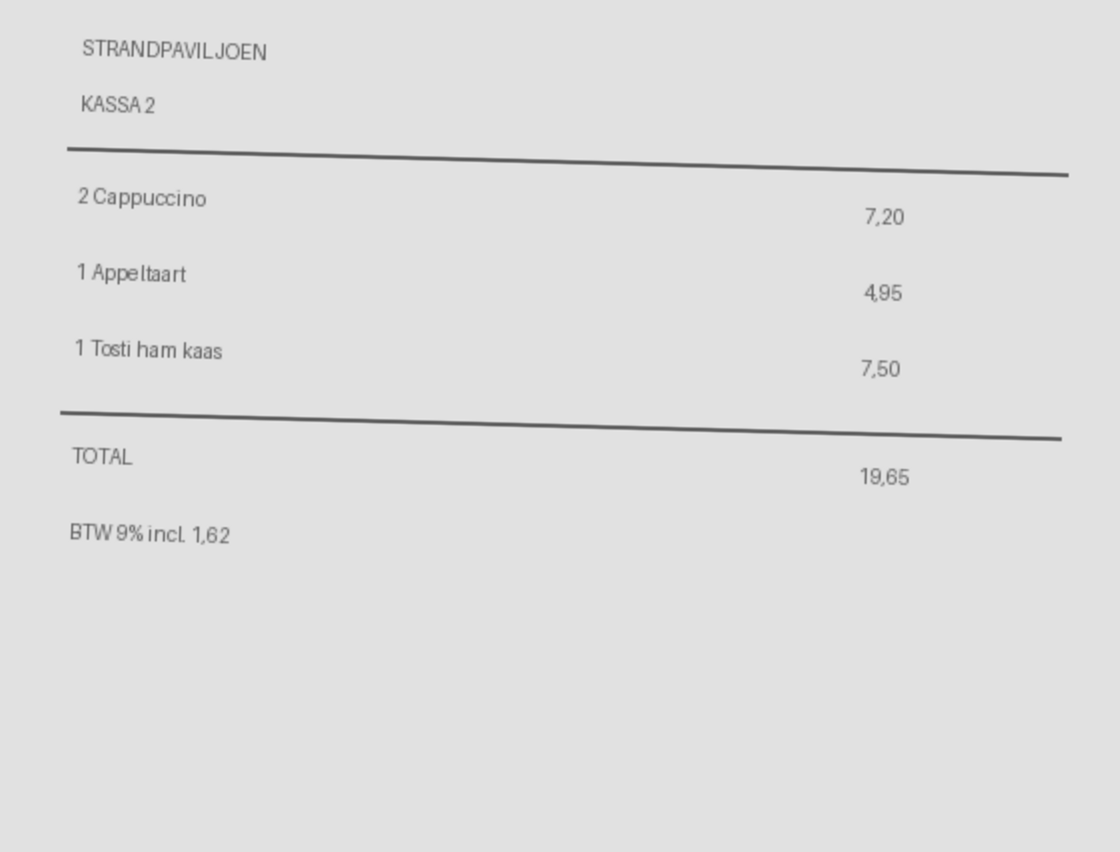 STRANDPAVILJOEN
KASSA 2
2 Cappuccino 7,20
1 Appeltaart 4,95
1 Tosti ham kaas 7,50
TOTAL 19,65
BTW 9% incl. 1,62